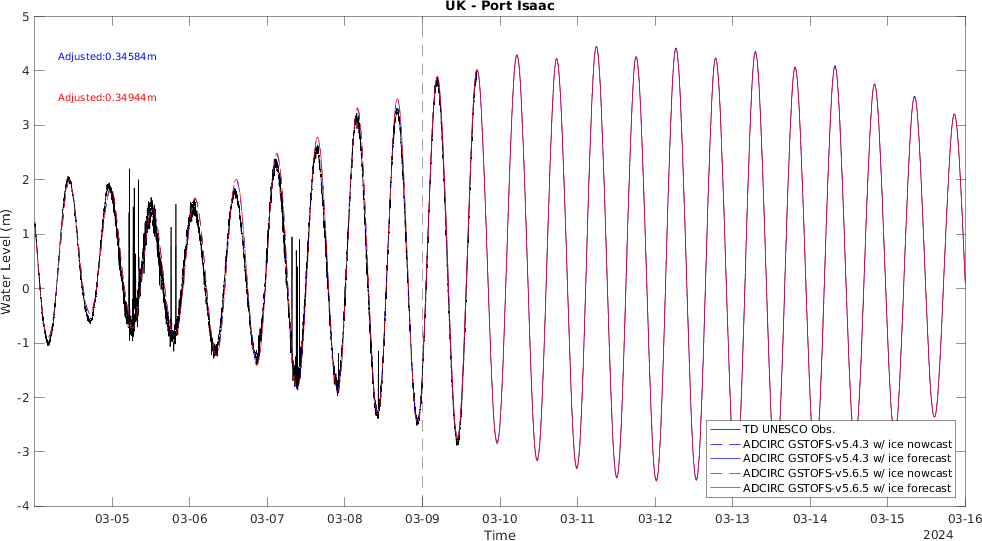 UK - Port Isaac
Adjusted:0.34584m
Adjusted:0.34944m
Water Level (m)
5
4
3
2
1
0
-1
-2
-3
-4
TD UNESCO Obs.
ADCIRC GSTOFS-v5.4.3 w/ ice nowcast
ADCIRC GSTOFS-v5.4.3 w/ ice forecast
ADCIRC GSTOFS-v5.6.5 w/ ice nowcast
ADCIRC GSTOFS-v5.6.5 w/ ice forecast
03-05 03-06 03-07 03-08 03-09 03-10 03-11 03-12 03-13 03-14 03-15 03-16
Time
2024